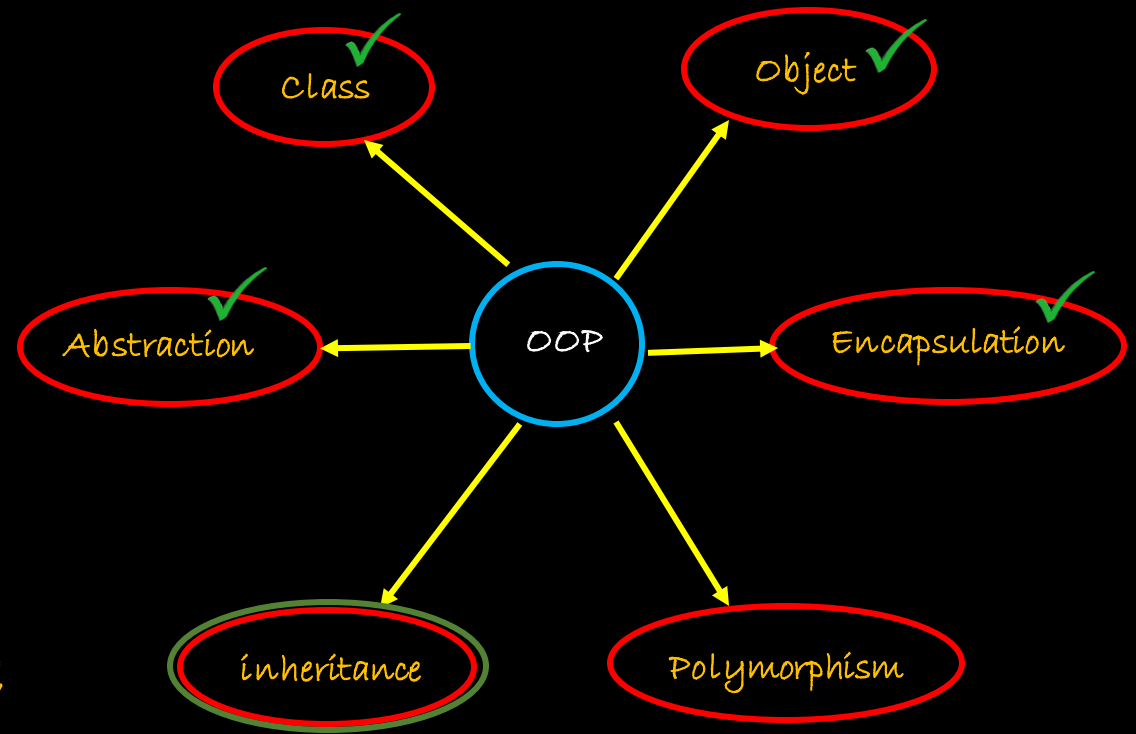 Class
Object
Abstraction
OOP
Encapsulation
inheritance
Polymorphism